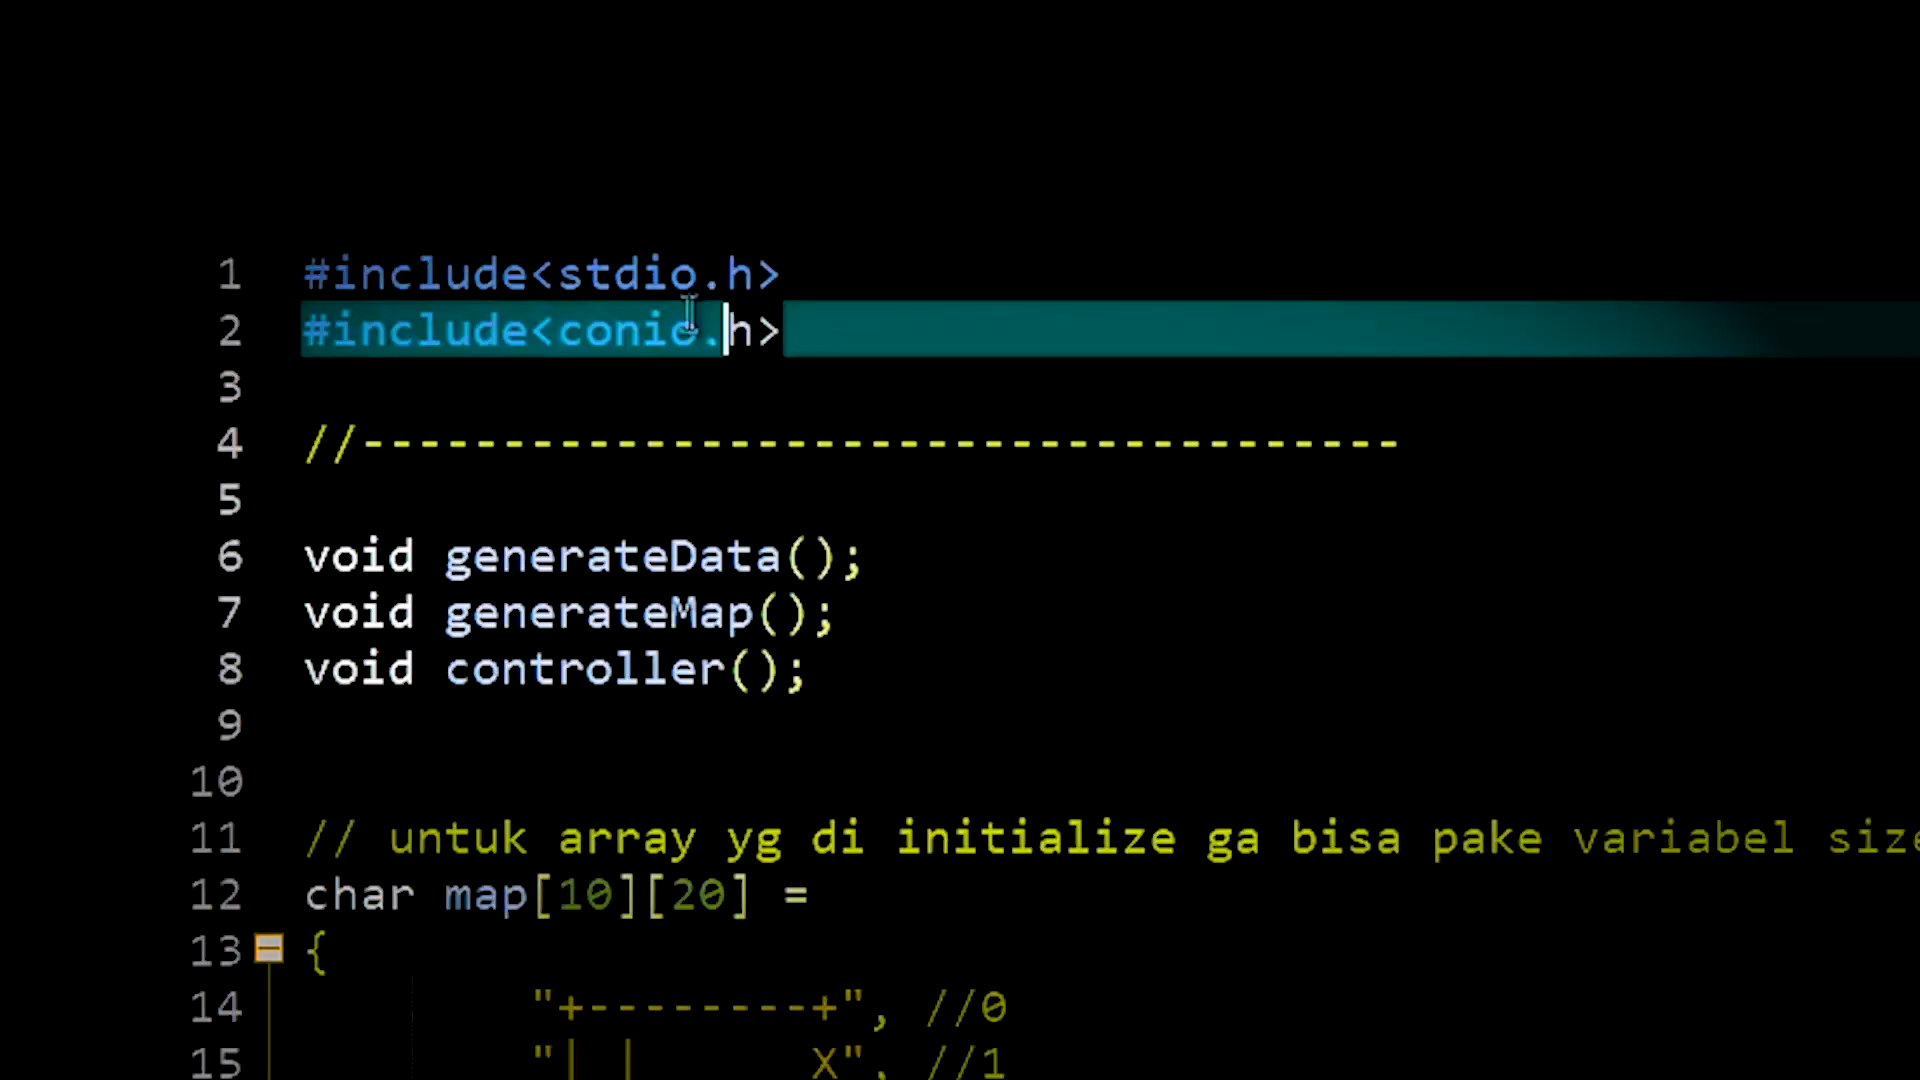 1 #include<stdio.h>
2 #include<conio.h>
3
4 //-------------------------------------
5
6 void generateData();
7 void generateMap();
8 void controller();
9
10
11 // untuk array yg di initialize ga bisa pake variabel size
12 char map[10][20] =
13 {
14 "+--------+", //0
15 "| |      X", //1